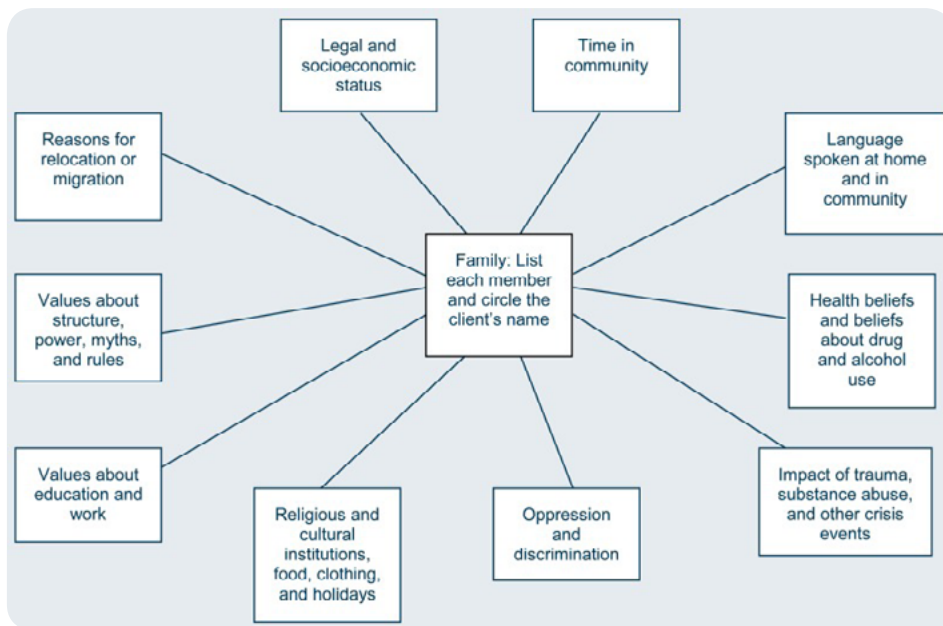 Legal and
socioeconomic
status
Time in
community
Reasons for
relocation or
migration
Language
spoken at home
and in
community
Family: List
each member
and circle the
client's name
Values about
structure,
power, myths,
and rules
Health beliefs
and beliefs
about drug
and alcohol
use
Values about
education and
work
Religious and
cultural
institutions,
food, clothing,
and holidays
Oppression
and
discrimination
Impact of trauma,
substance abuse,
and other crisis
events